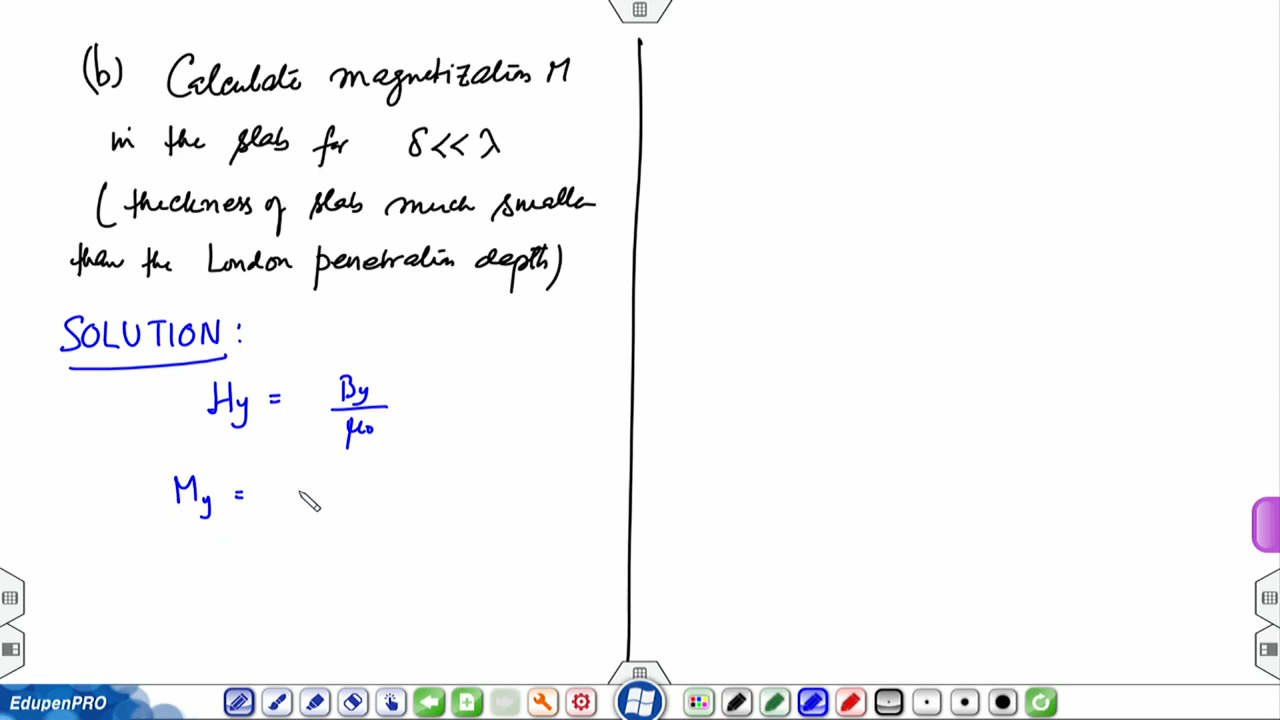 (b) Calculate magnetization M
in the slab for δ << λ
(thickness of slab much smaller
than the London penetration depth)
SOLUTION:
Hy = By/μ₀
My =
EdupenPRO